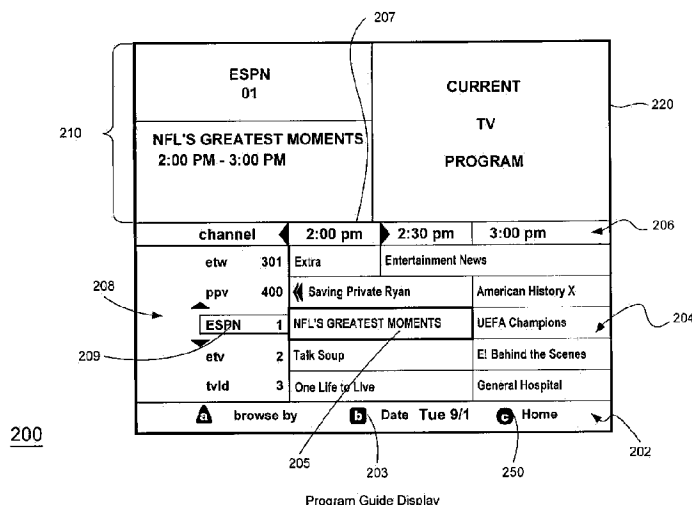 207
ESPN
01
CURRENT
TV
PROGRAM
220
210
NFL'S GREATEST MOMENTS
2:00 PM - 3:00 PM
channel 2:00 pm 2:30 pm 3:00 pm
206
etw 301 Extra Entertainment News
208
ppv 400 Saving Private Ryan American History X
ESPN 1 NFL'S GREATEST MOMENTS UEFA Champions
204
209
etv 2 Talk Soup E! Behind the Scenes
tvld 3 One Life to Live General Hospital
a browse by b Date Tue 9/1 c Home
200
205
203
250
202
Program Guide Display